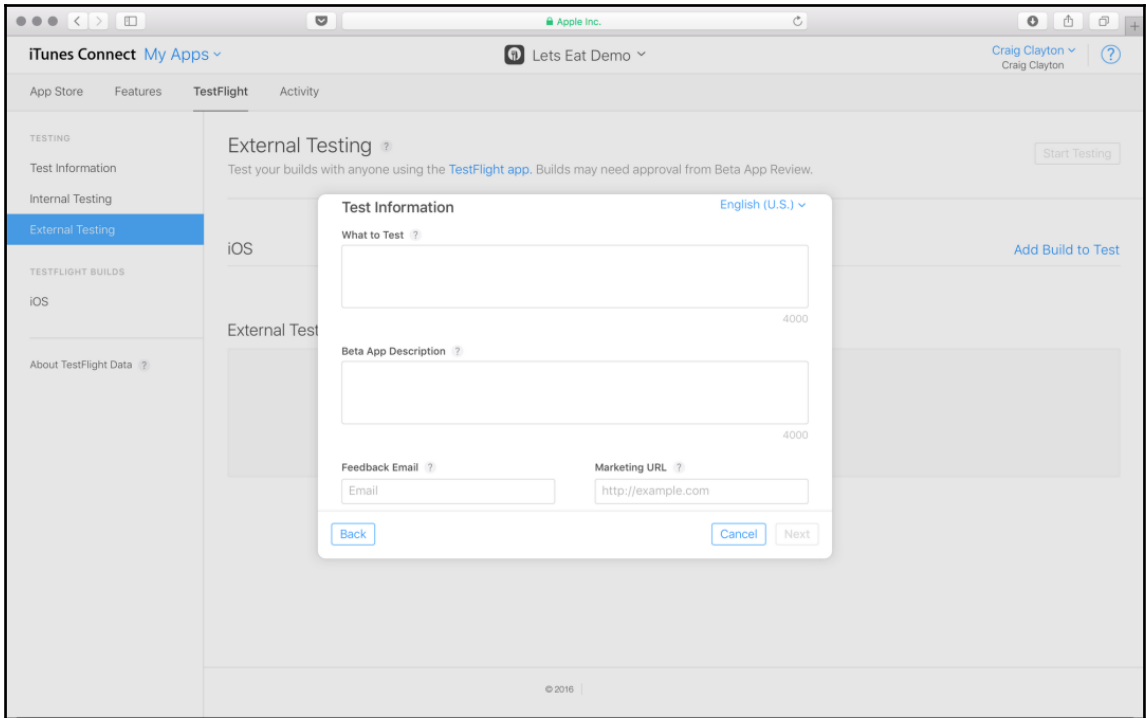 Apple Inc.
iTunes Connect My Apps
Lets Eat Demo
Craig Clayton
Craig Clayton
?
App Store Features TestFlight Activity
TESTING
Test Information
Internal Testing
External Testing
TESTFLIGHT BUILDS
iOS
About TestFlight Data ?
External Testing ?
Start Testing
Test your builds with anyone using the TestFlight app. Builds may need approval from Beta App Review.
iOS
Add Build to Test
External Test
Test Information
English (U.S.)
What to Test ?
4000
Beta App Description ?
4000
Feedback Email ?
Marketing URL ?
Email
http://example.com
Back
Cancel
Next
© 2016